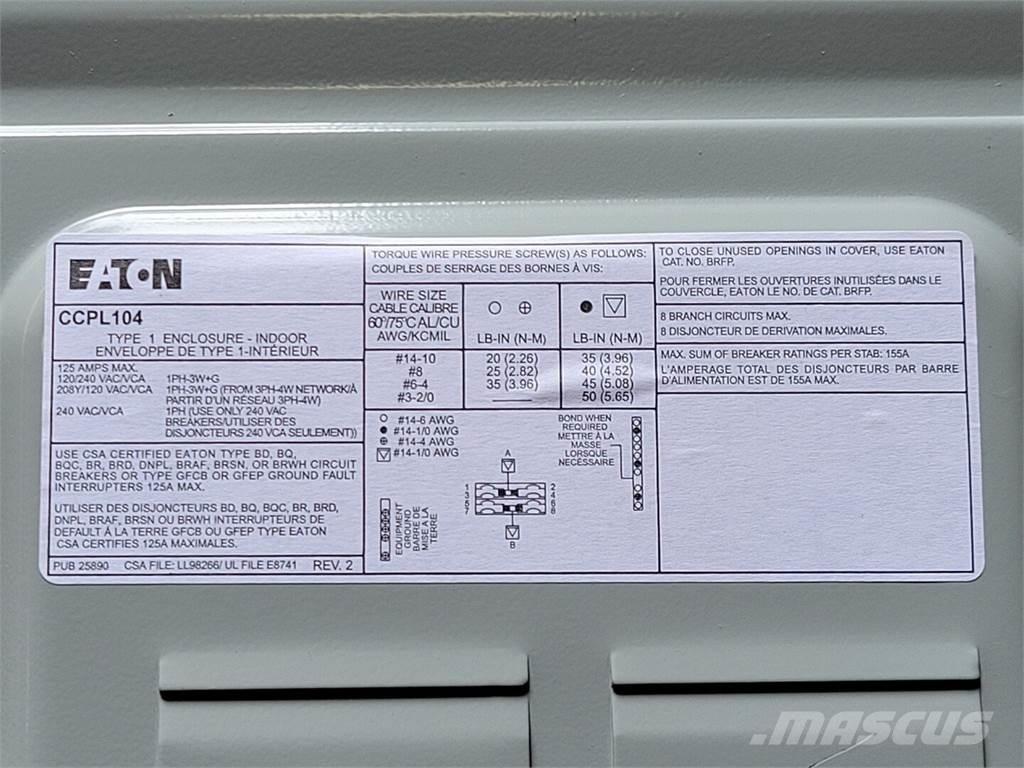 EATON
CCPL104
TYPE 1 ENCLOSURE - INDOOR
ENVELOPPE DE TYPE 1-INTÉRIEUR
125 AMPS MAX.
120/240 VAC/VCA 1PH-3W+G
208Y/120 VAC/VCA 1PH-3W+G (FROM 3PH-4W NETWORK/À
PARTIR D'UN RÉSEAU 3PH-4W)
240 VAC/VCA 1PH (USE ONLY 240 VAC
BREAKERS/UTILISER DES
DISJONCTEURS 240 VCA SEULEMENT))
USE CSA CERTIFIED EATON TYPE BD, BQ,
BQC, BR, BRD, DNPL, BRAF, BRSN, OR BRWH CIRCUIT
BREAKERS OR TYPE GFCB OR GFEP GROUND FAULT
INTERRUPTERS 125A MAX.
UTILISER DES DISJONCTEURS BD, BQ, BQC, BR, BRD,
DNPL, BRAF, BRSN OU BRWH INTERRUPTEURS DE
DEFAULT À LA TERRE GFCB OU GFEP TYPE EATON
CSA CERTIFIES 125A MAXIMALES.
PUB 25890 CSA FILE: LL98266/ UL FILE E8741 REV. 2
TORQUE WIRE PRESSURE SCREW(S) AS FOLLOWS:
COUPLES DE SERRAGE DES BORNES À VIS:
WIRE SIZE
CABLE CALIBRE
60°/75°C AL/CU
AWG/KCMIL
LB-IN (N-M) LB-IN (N-M)
#14-10 20 (2.26) 35 (3.96)
#8 25 (2.82) 40 (4.52)
#6-4 35 (3.96) 45 (5.08)
#3-2/0 50 (5.65)
#14-6 AWG
#14-1/0 AWG
#14-4 AWG
#14-1/0 AWG
EQUIPMENT
GROUND
BARRE DE
MISE A LA
TERRE
A
1 2
3 4
5 6
7 8
B
BOND WHEN
REQUIRED
METTRE À LA
MASSE
LORSQUE
NÉCESSAIRE
TO CLOSE UNUSED OPENINGS IN COVER, USE EATON
CAT. NO. BRFP.
POUR FERMER LES OUVERTURES INUTILISÉES DANS LE
COUVERCLE, EATON LE NO. DE CAT. BRFP.
8 BRANCH CIRCUITS MAX.
8 DISJONCTEUR DE DERIVATION MAXIMALES.
MAX. SUM OF BREAKER RATINGS PER STAB: 155A
L'AMPERAGE TOTAL DES DISJONCTEURS PAR BARRE
D'ALIMENTATION EST DE 155A MAX.
MASCUS